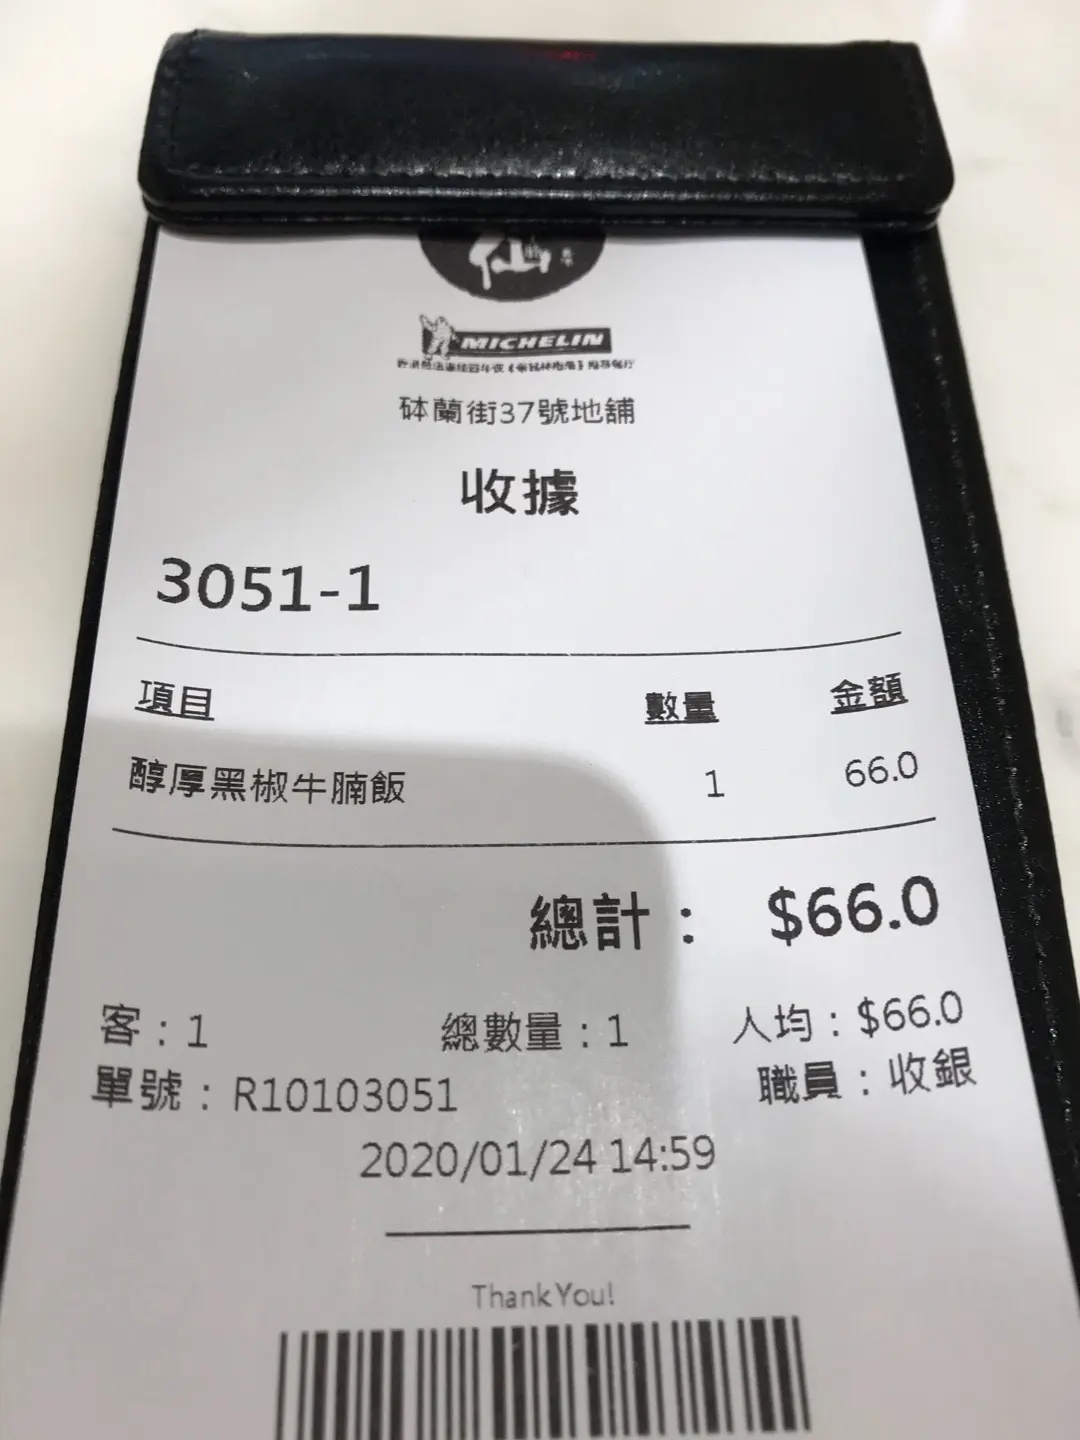 仙
MICHELIN
砵蘭街37號地舖
收據
3051-1
項目 數量 金額
醇厚黑椒牛腩飯 1 66.0
總計： $66.0
客：1 總數量：1 人均：$66.0
單號：R10103051 職員：收銀
2020/01/24 14:59
Thank You!